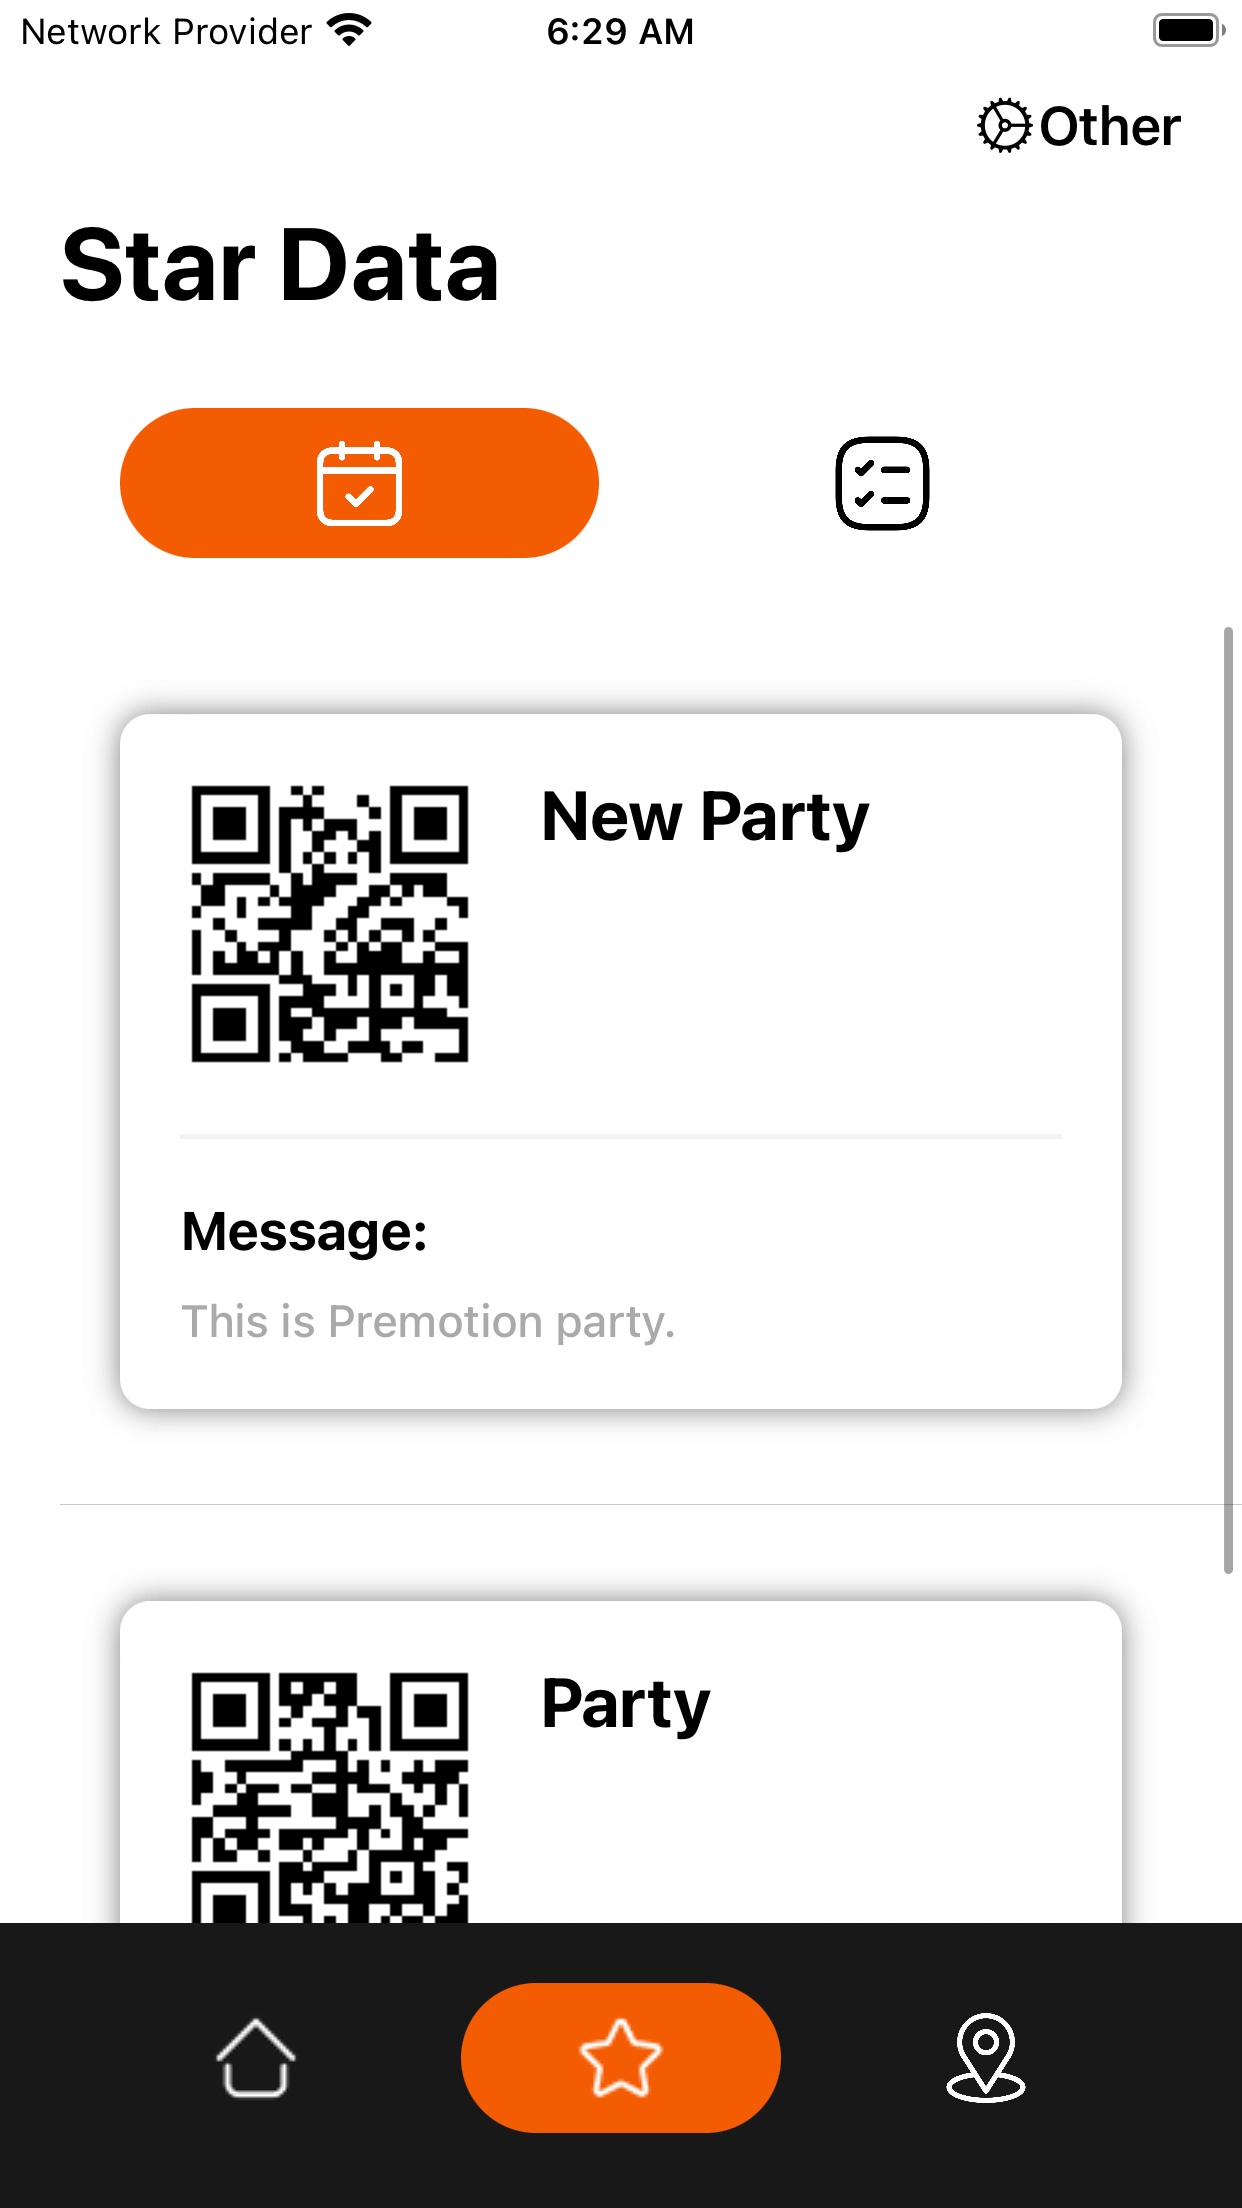 Network Provider 6:29 AM
Other
Star Data
New Party
Message:
This is Premotion party.
Party